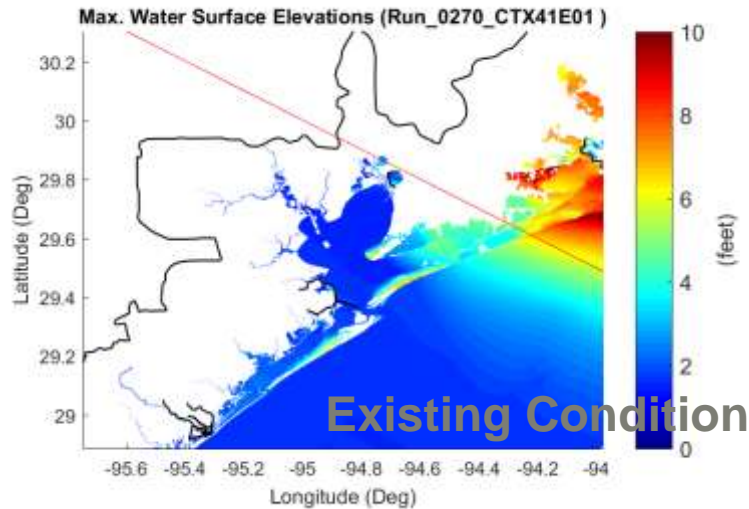 Max. Water Surface Elevations (Run_0270_CTX41E01 )
10
30.2
30
8
29.8
6
29.6
Latitude (Deg)
(feet)
4
29.4
29.2
2
29
Existing Condition
0
-95.6 -95.4 -95.2 -95 -94.8 -94.6 -94.4 -94.2 -94
Longitude (Deg)